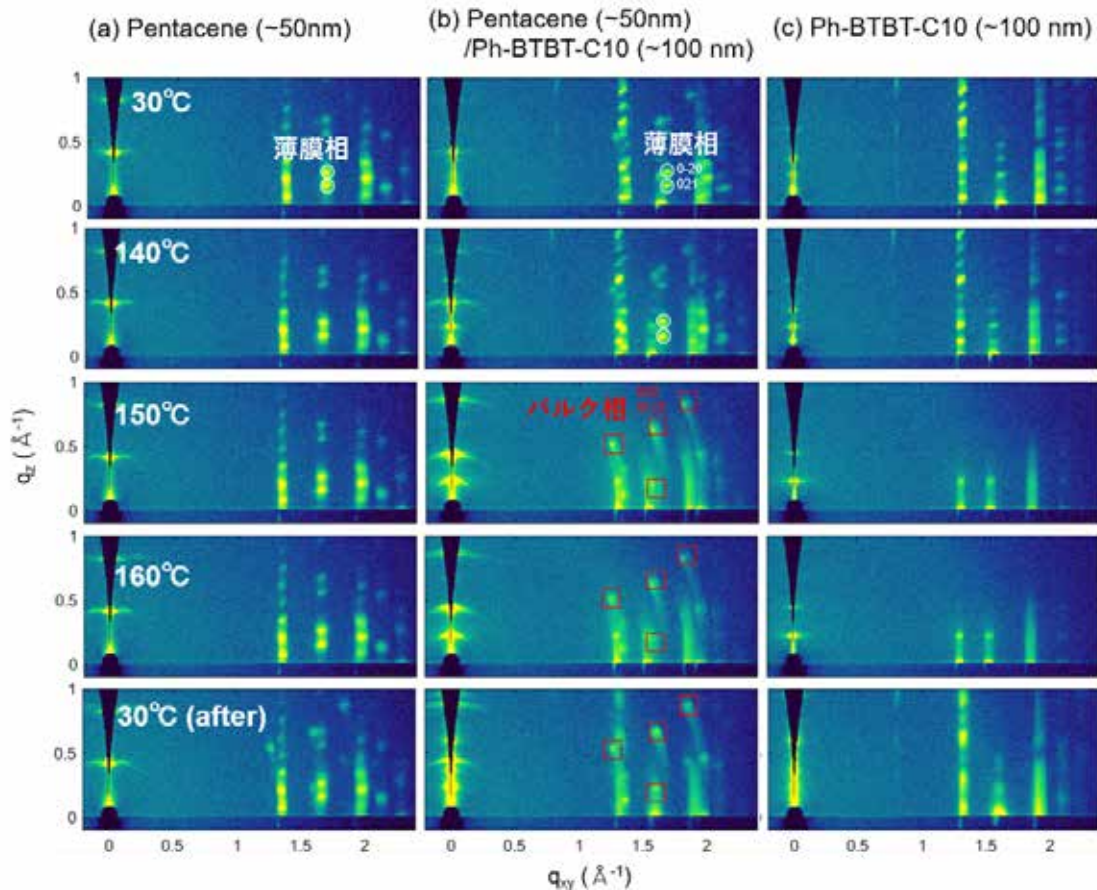 (a) Pentacene (~50nm)
(b) Pentacene (~50nm)
/Ph-BTBT-C10 (~100 nm)
(c) Ph-BTBT-C10 (~100 nm)
1
30℃
0.5
薄膜相
薄膜相
0-20
021
0
1
140℃
0.5
0
1
150℃
バルク相
0.5
0
1
160℃
0.5
0
1
30℃ (after)
0.5
0
qz ( Å-1)
0 0.5 1 1.5 2
0 0.5 1 1.5 2
0 0.5 1 1.5 2
qxy ( Å-1)